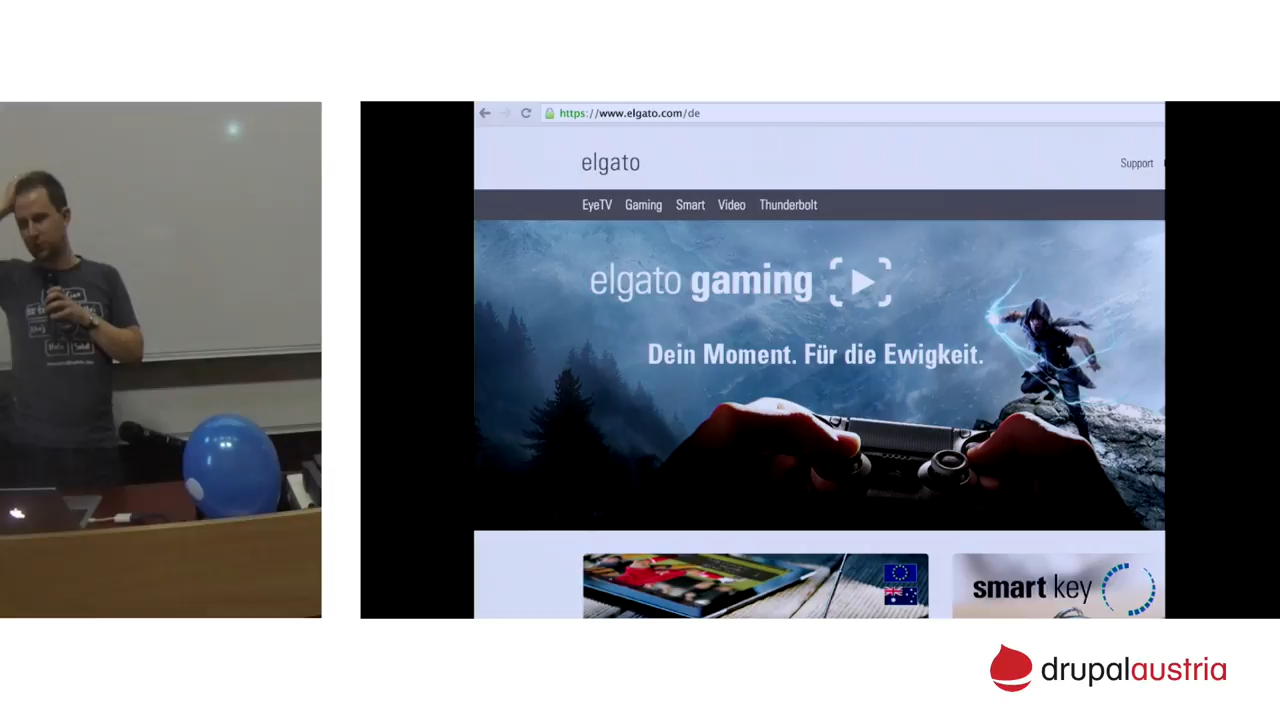 https://www.elgato.com/de
elgato
Support
EyeTV Gaming Smart Video Thunderbolt
elgato gaming
Dein Moment. Für die Ewigkeit.
smart key
drupalaustria